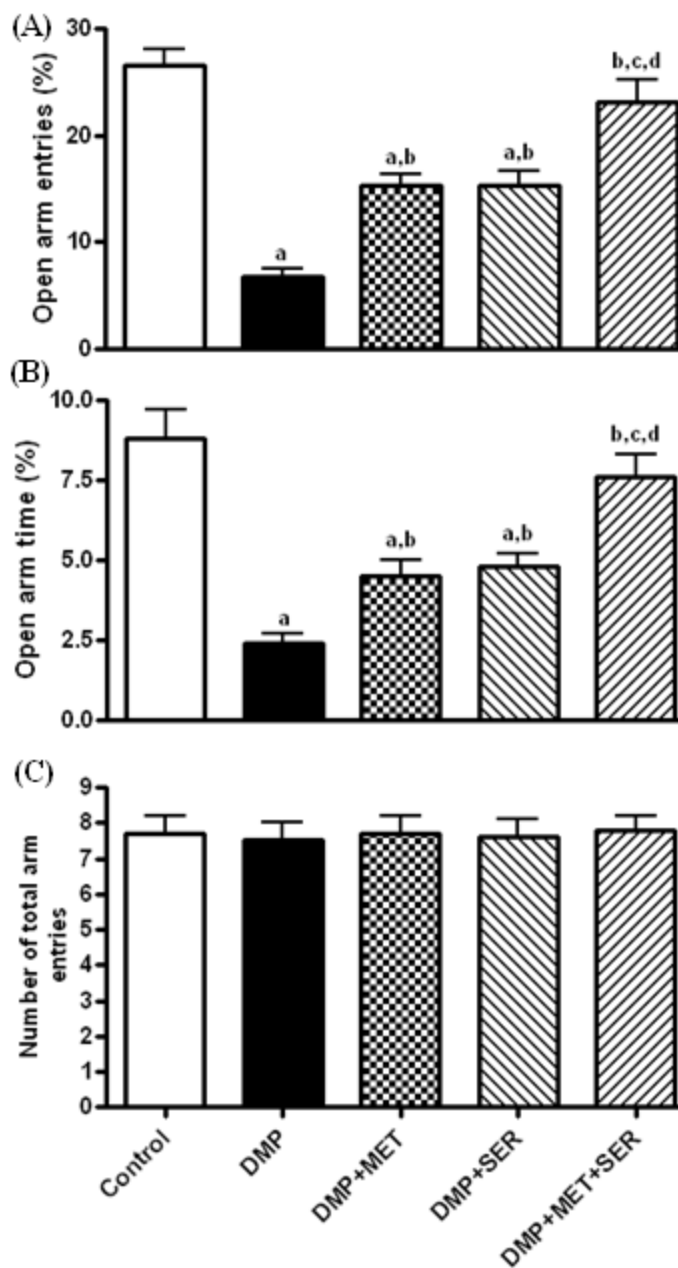 (A)
Open arm entries (%)
30
20
10
0
a
a,b
a,b
b,c,d
(B)
Open arm time (%)
10.0
7.5
5.0
2.5
0.0
a
a,b
a,b
b,c,d
(C)
Number of total arm
entries
9
8
7
6
5
4
3
2
1
0
Control
DMP
DMP+MET
DMP+SER
DMP+MET+SER